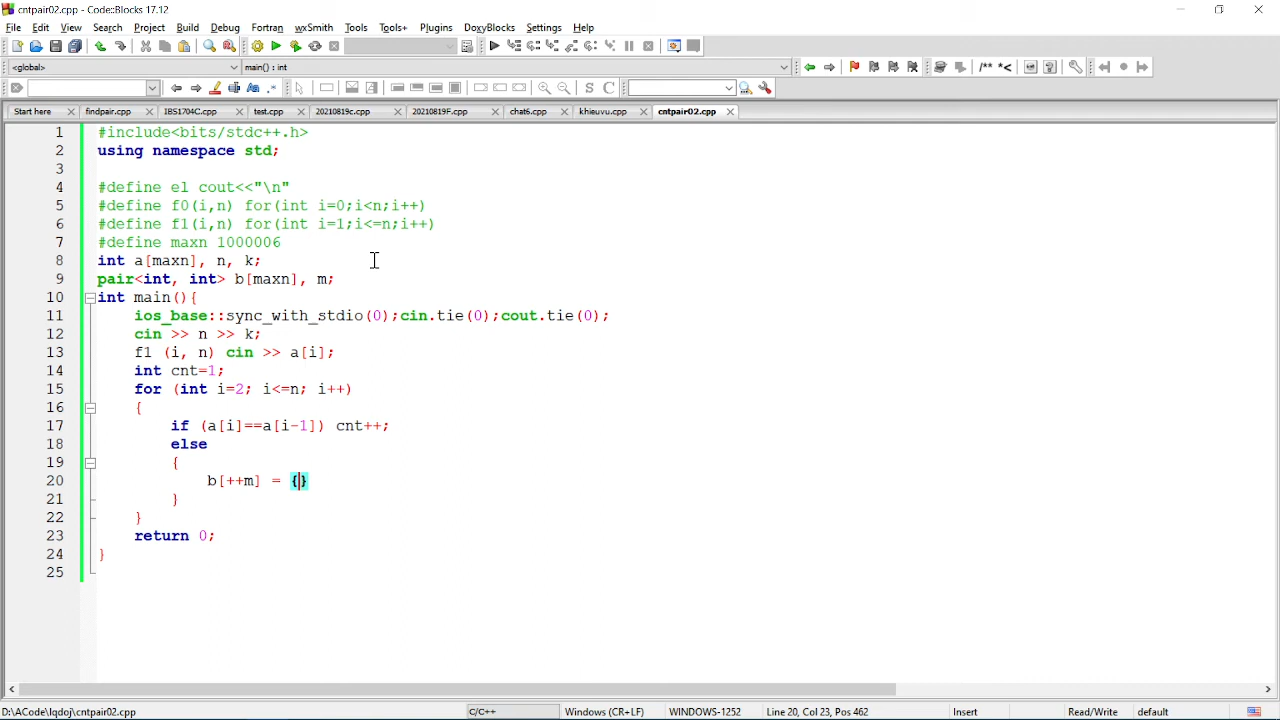 cntpair02.cpp - Code::Blocks 17.12
File Edit View Search Project Build Debug Fortran wxSmith Tools Tools+ Plugins DoxyBlocks Settings Help
<global> main() : int /** *<
S C
Start here findpair.cpp IBS1704C.cpp test.cpp 20210819c.cpp 20210819F.cpp chat6.cpp khieuvu.cpp cntpair02.cpp
1 #include<bits/stdc++.h>
2 using namespace std;
3
4 #define el cout<<"\n"
5 #define f0(i,n) for(int i=0;i<n;i++)
6 #define f1(i,n) for(int i=1;i<=n;i++)
7 #define maxn 1000006
8 int a[maxn], n, k;
9 pair<int, int> b[maxn], m;
10 int main(){
11 ios_base::sync_with_stdio(0);cin.tie(0);cout.tie(0);
12 cin >> n >> k;
13 f1 (i, n) cin >> a[i];
14 int cnt=1;
15 for (int i=2; i<=n; i++)
16 {
17 if (a[i]==a[i-1]) cnt++;
18 else
19 {
20 b[++m] = {}
21 }
22 }
23 return 0;
24 }
25
D:\ACode\lqdoj\cntpair02.cpp C/C++ Windows (CR+LF) WINDOWS-1252 Line 20, Col 23, Pos 462 Insert Read/Write default